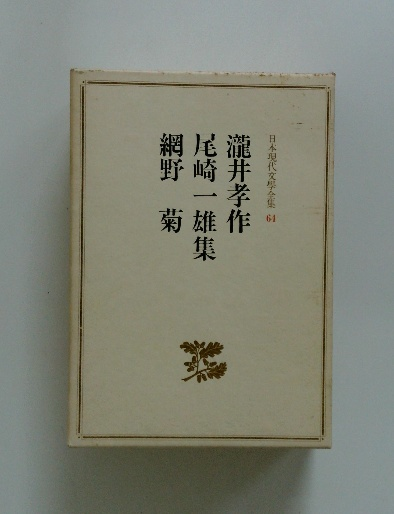 日本現代文學全集 64
瀧井孝作
尾崎一雄集
網野 菊